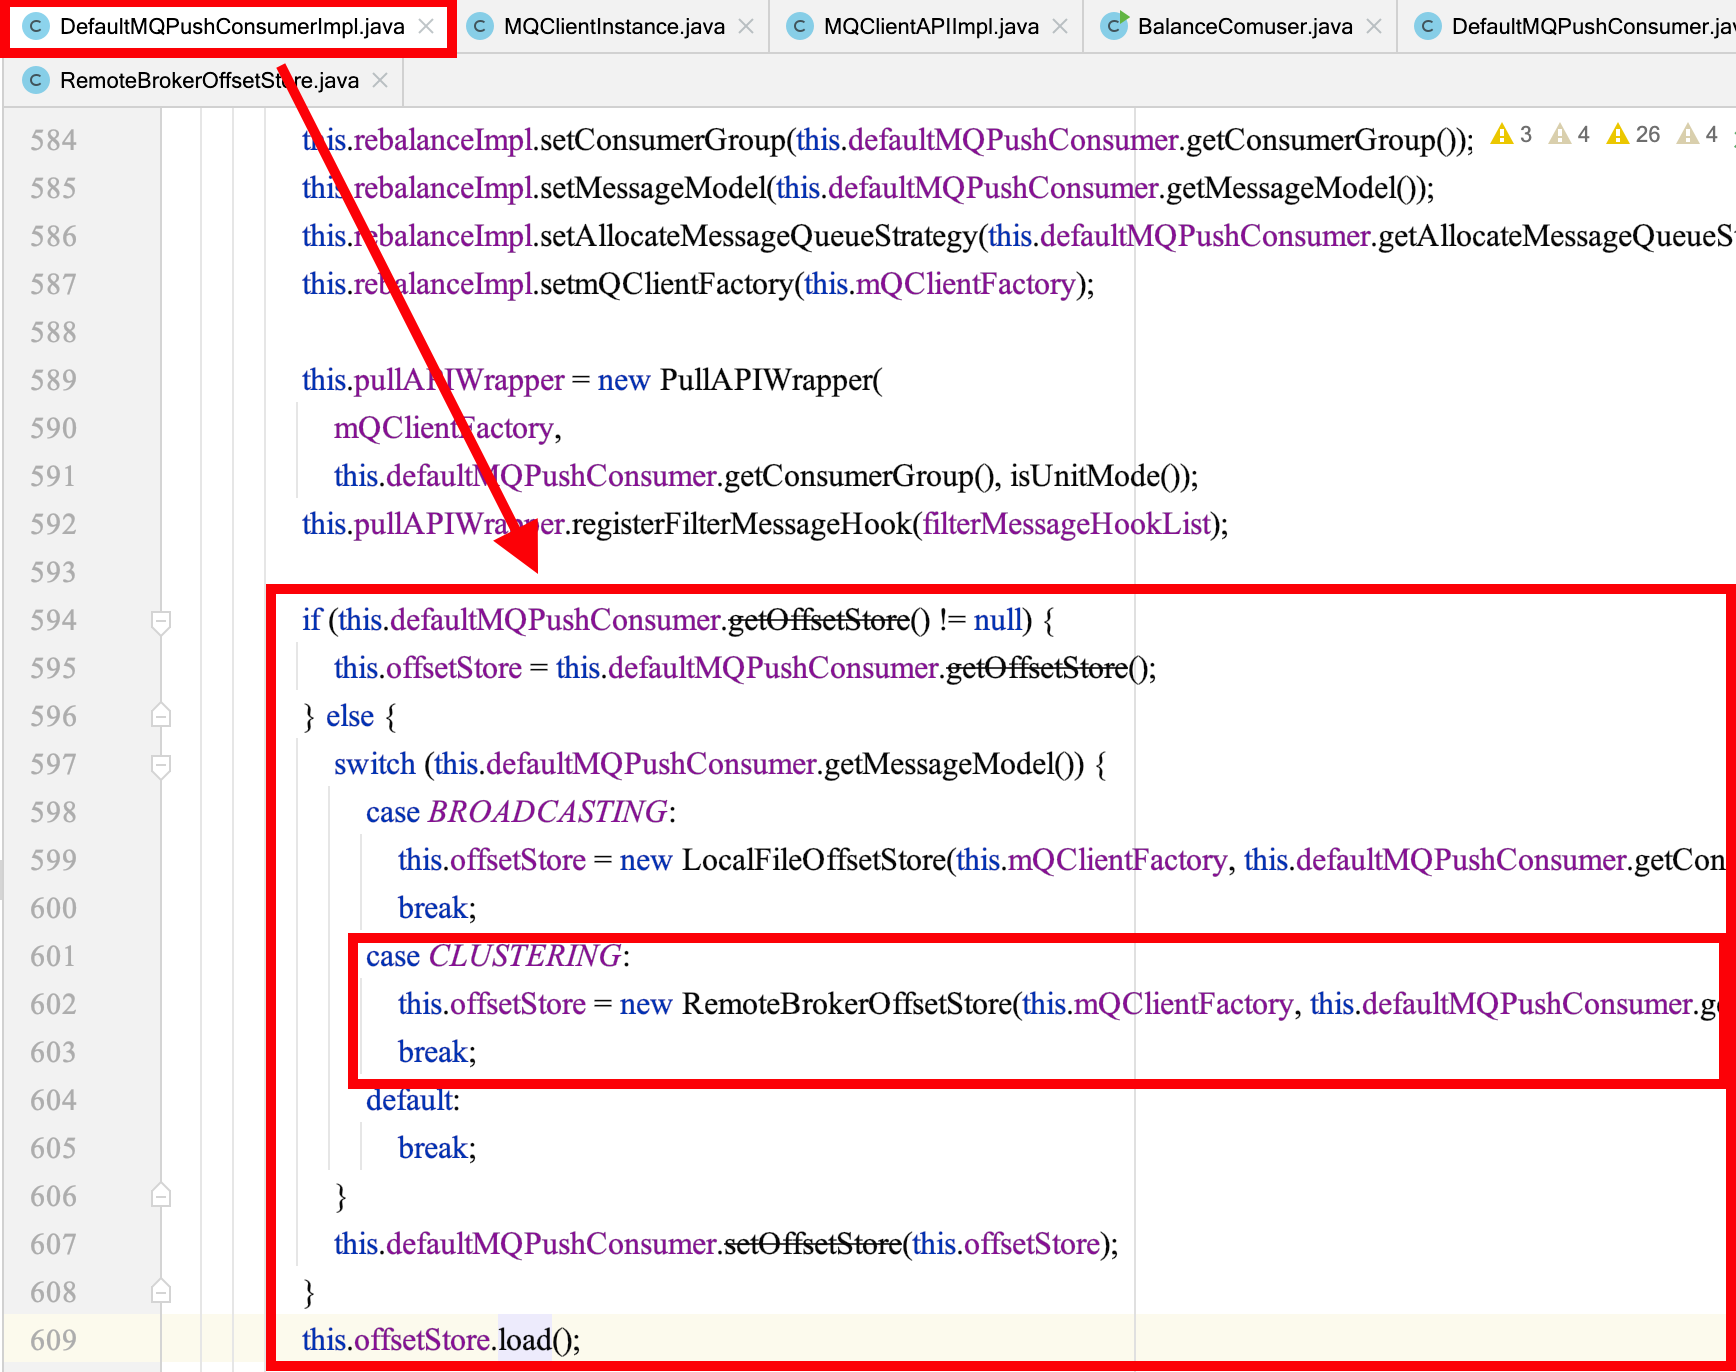 DefaultMQPushConsumerImpl.java MQClientInstance.java MQClientAPIImpl.java BalanceComuser.java DefaultMQPushConsumer.jav
RemoteBrokerOffsetStore.java
584 this.rebalanceImpl.setConsumerGroup(this.defaultMQPushConsumer.getConsumerGroup()); 3 4 26 4
585 this.rebalanceImpl.setMessageModel(this.defaultMQPushConsumer.getMessageModel());
586 this.rebalanceImpl.setAllocateMessageQueueStrategy(this.defaultMQPushConsumer.getAllocateMessageQueueS
587 this.rebalanceImpl.setmQClientFactory(this.mQClientFactory);
588
589 this.pullAPIWrapper = new PullAPIWrapper(
590 mQClientFactory,
591 this.defaultMQPushConsumer.getConsumerGroup(), isUnitMode());
592 this.pullAPIWrapper.registerFilterMessageHook(filterMessageHookList);
593
594 if (this.defaultMQPushConsumer.getOffsetStore() != null) {
595 this.offsetStore = this.defaultMQPushConsumer.getOffsetStore();
596 } else {
597 switch (this.defaultMQPushConsumer.getMessageModel()) {
598 case BROADCASTING:
599 this.offsetStore = new LocalFileOffsetStore(this.mQClientFactory, this.defaultMQPushConsumer.getCon
600 break;
601 case CLUSTERING:
602 this.offsetStore = new RemoteBrokerOffsetStore(this.mQClientFactory, this.defaultMQPushConsumer.ge
603 break;
604 default:
605 break;
606 }
607 this.defaultMQPushConsumer.setOffsetStore(this.offsetStore);
608 }
609 this.offsetStore.load();